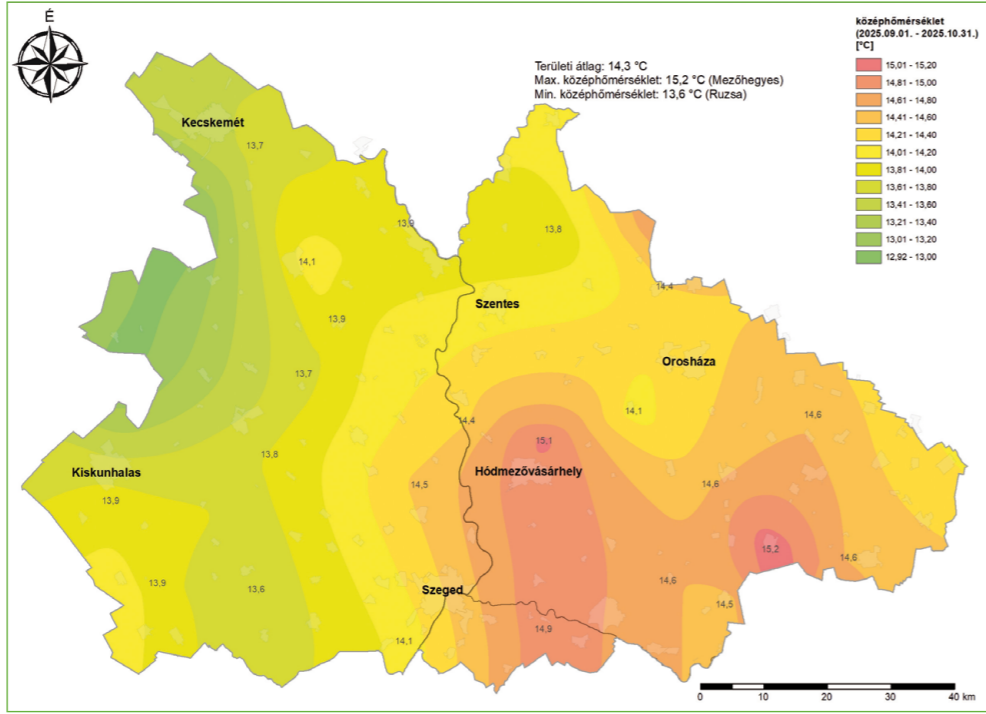 É
középhőmérséklet
(2025.09.01. - 2025.10.31.)
[°C]
15,01 - 15,20
14,81 - 15,00
14,61 - 14,80
14,41 - 14,60
14,21 - 14,40
14,01 - 14,20
13,81 - 14,00
13,61 - 13,80
13,41 - 13,60
13,21 - 13,40
13,01 - 13,20
12,92 - 13,00
Területi átlag: 14,3 °C
Max. középhőmérséklet: 15,2 °C (Mezőhegyes)
Min. középhőmérséklet: 13,6 °C (Ruzsa)
Kecskemét
13,7
13,9
13,8
14,1
14,4
Szentes
13,9
Orosháza
13,7
14,1
14,6
14,4
15,1
13,8
Kiskunhalas
Hódmezővásárhely
14,5
14,6
13,9
15,2
14,6
13,9
13,6
14,6
Szeged
14,5
14,9
14,1
0 10 20 30 40 km